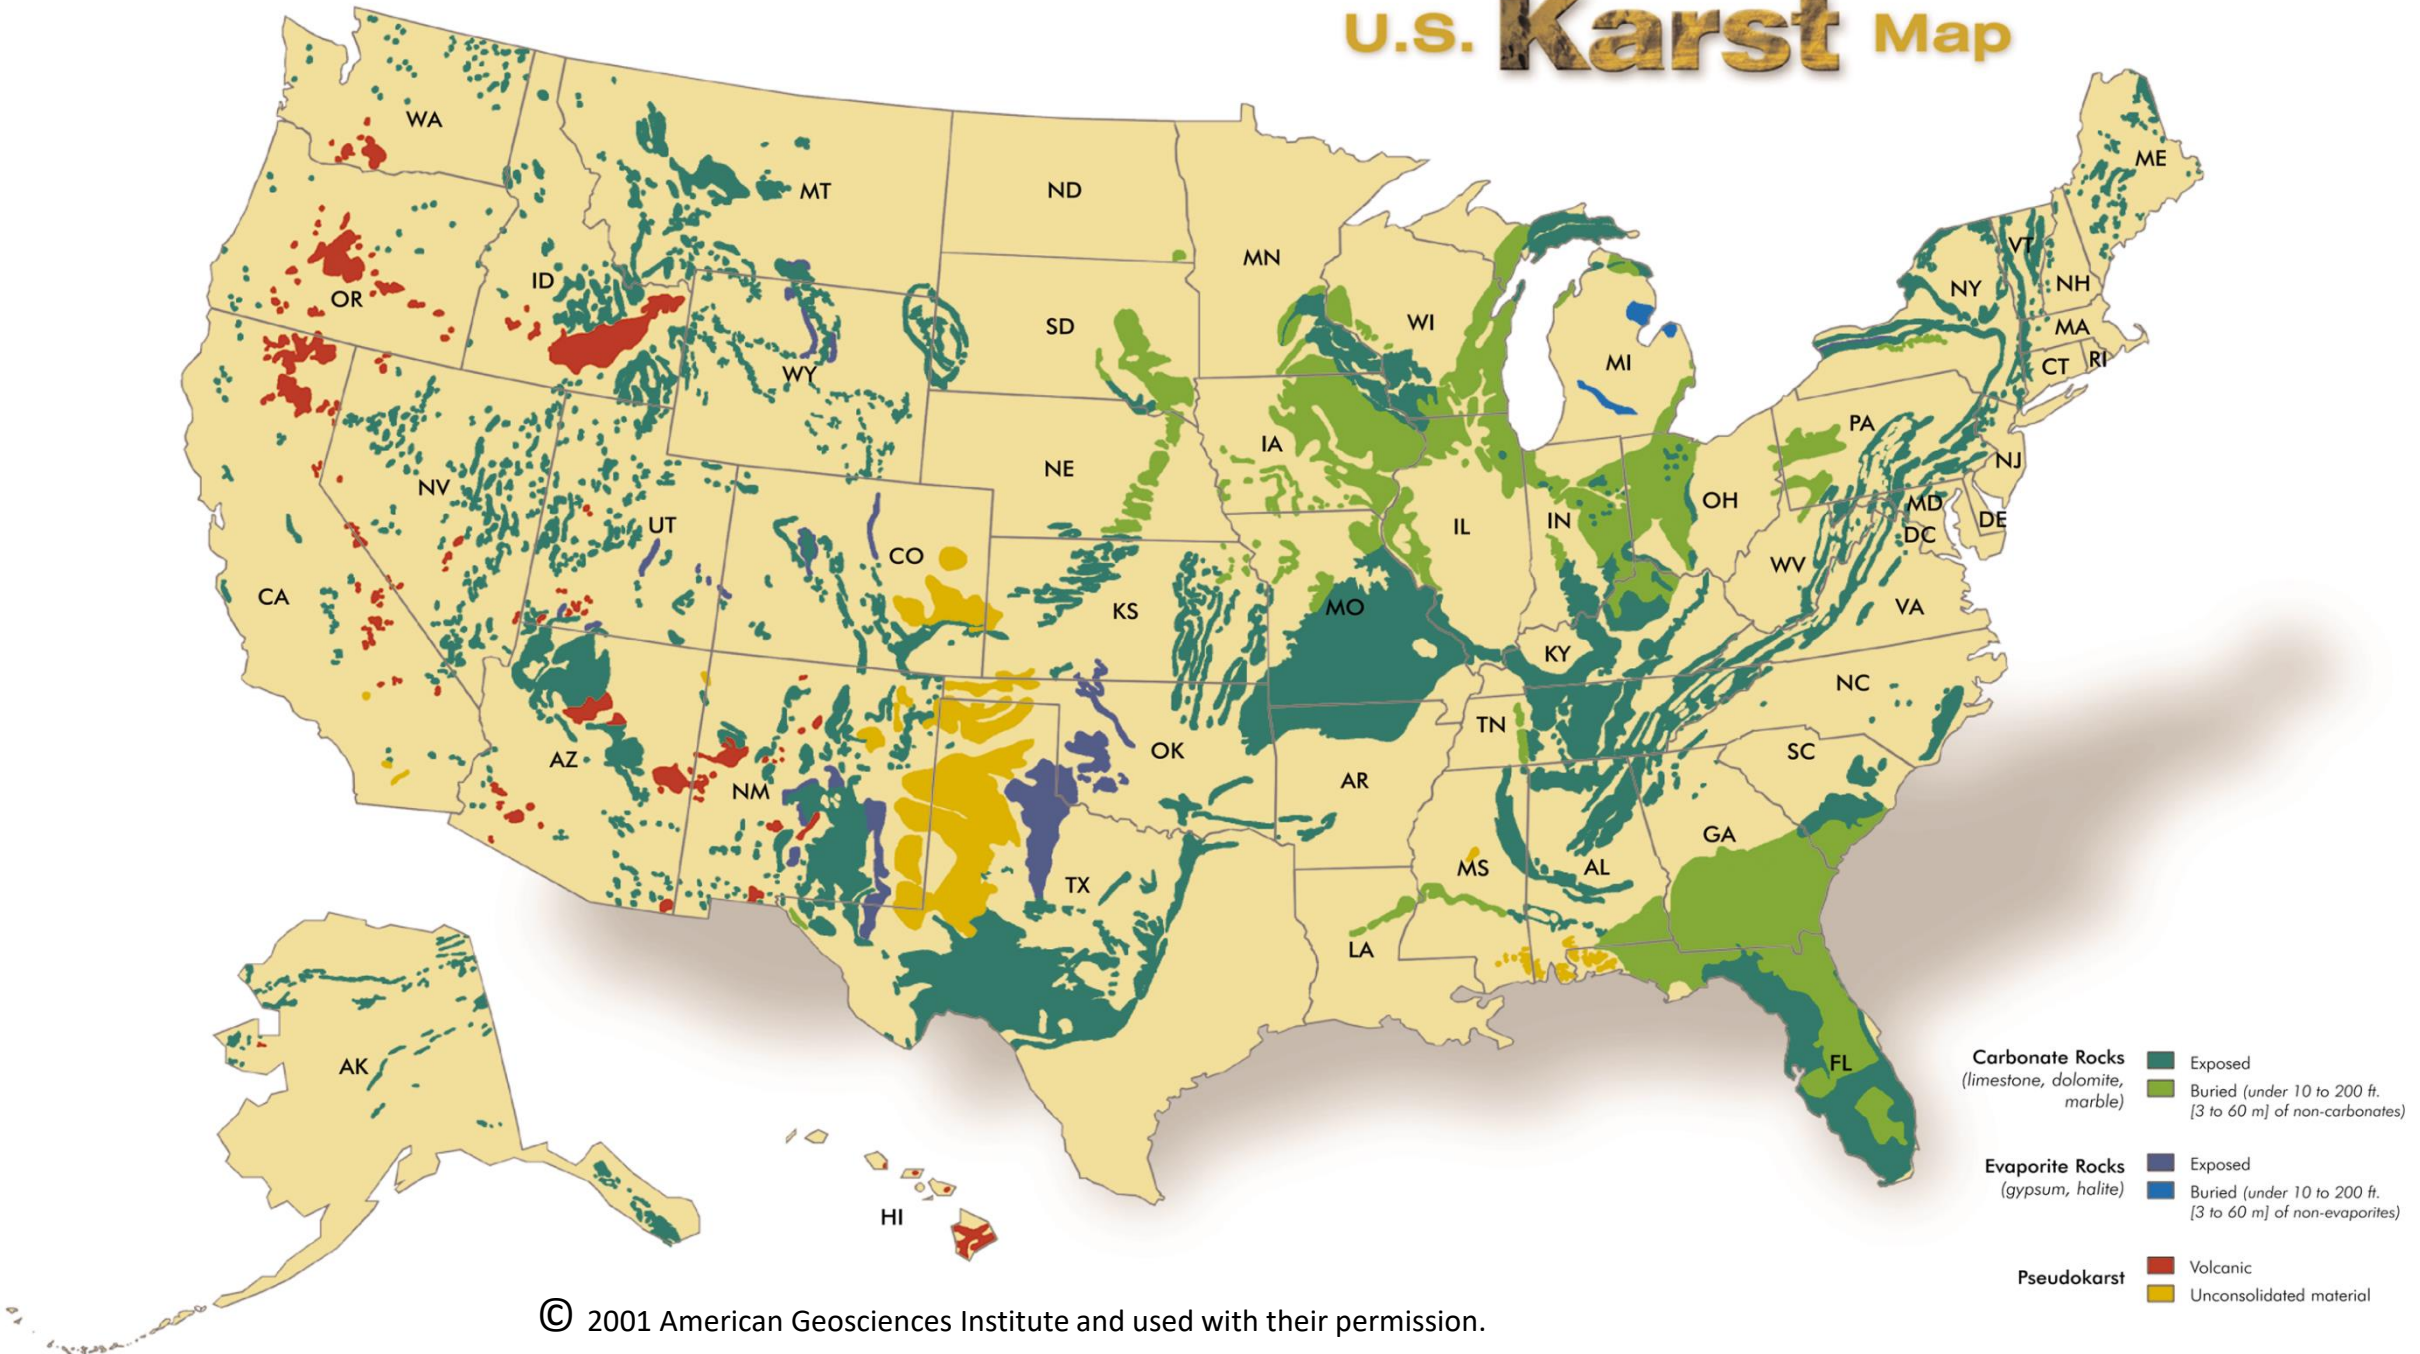 U.S. Karst Map
WA
MT
ND
MN
ME
OR
ID
SD
WI
MI
NY
VT
NH
MA
CT
RI
WY
NE
IA
PA
NJ
NV
UT
CO
KS
MO
IL
IN
OH
MD
DE
DC
WV
VA
CA
KY
NC
AZ
NM
OK
AR
TN
SC
TX
LA
MS
AL
GA
FL
AK
HI
Carbonate Rocks
(limestone, dolomite,
marble)
Exposed
Buried (under 10 to 200 ft.
[3 to 60 m] of non-carbonates)
Evaporite Rocks
(gypsum, halite)
Exposed
Buried (under 10 to 200 ft.
[3 to 60 m] of non-evaporites)
Pseudokarst
Volcanic
Unconsolidated material
© 2001 American Geosciences Institute and used with their permission.